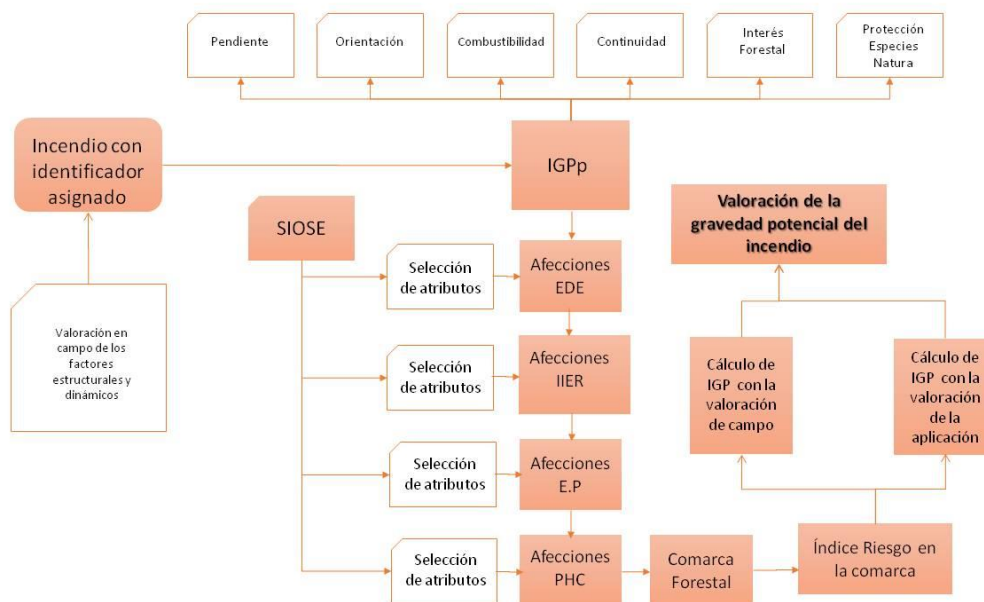 Pendiente
Orientación
Combustibilidad
Continuidad
Interés
Forestal
Protección
Especies
Natura
Incendio con
identificador
asignado
IGPp
Valoración de la
gravedad potencial del
incendio
SIOSE
Selección
de atributos
Afecciones
EDE
Valoración en
campo de los
factores
estructurales y
dinámicos
Selección
de atributos
Afecciones
IIER
Cálculo de
IGP con la
valoración
de campo
Cálculo de
IGP con la
valoración
de la
aplicación
Selección
de atributos
Afecciones
E.P
Selección
de atributos
Afecciones
PHC
Comarca
Forestal
Índice Riesgo en
la comarca